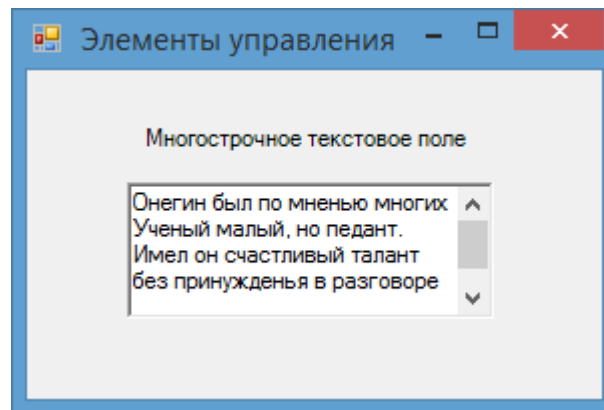 Элементы управления
Многострочное текстовое поле
Онегин был по мненью многих
Ученый малый, но педант.
Имел он счастливый талант
без принужденья в разговоре